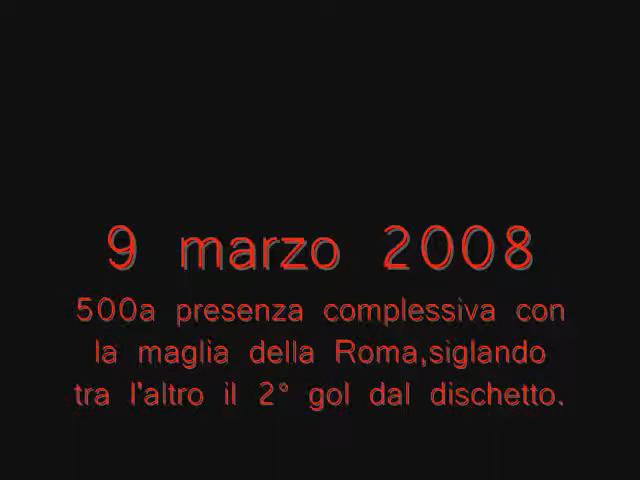 9 marzo 2008
500a presenza complessiva con
la maglia della Roma,siglando
tra l'altro il 2° gol dal dischetto.